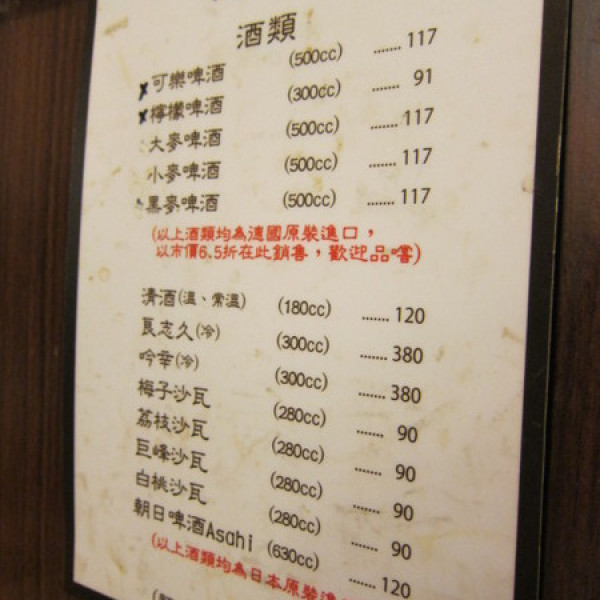 酒類
可樂啤酒 (500cc) ....... 117
檸檬啤酒 (300cc) ....... 91
大麥啤酒 (500cc) ....... 117
小麥啤酒 (500cc) ....... 117
黑麥啤酒 (500cc) ....... 117
(以上酒類均為德國原裝進口，
以市價6.5折在此銷售，歡迎品嚐)
清酒(溫、常溫) (180cc) ....... 120
良志久(冷) (300cc) ....... 380
吟幸(冷) (300cc) ....... 380
梅子沙瓦 (280cc) ....... 90
荔枝沙瓦 (280cc) ....... 90
巨峰沙瓦 (280cc) ....... 90
白桃沙瓦 (280cc) ....... 90
朝日啤酒Asahi (630cc) ....... 120
(以上酒類均為日本原裝進